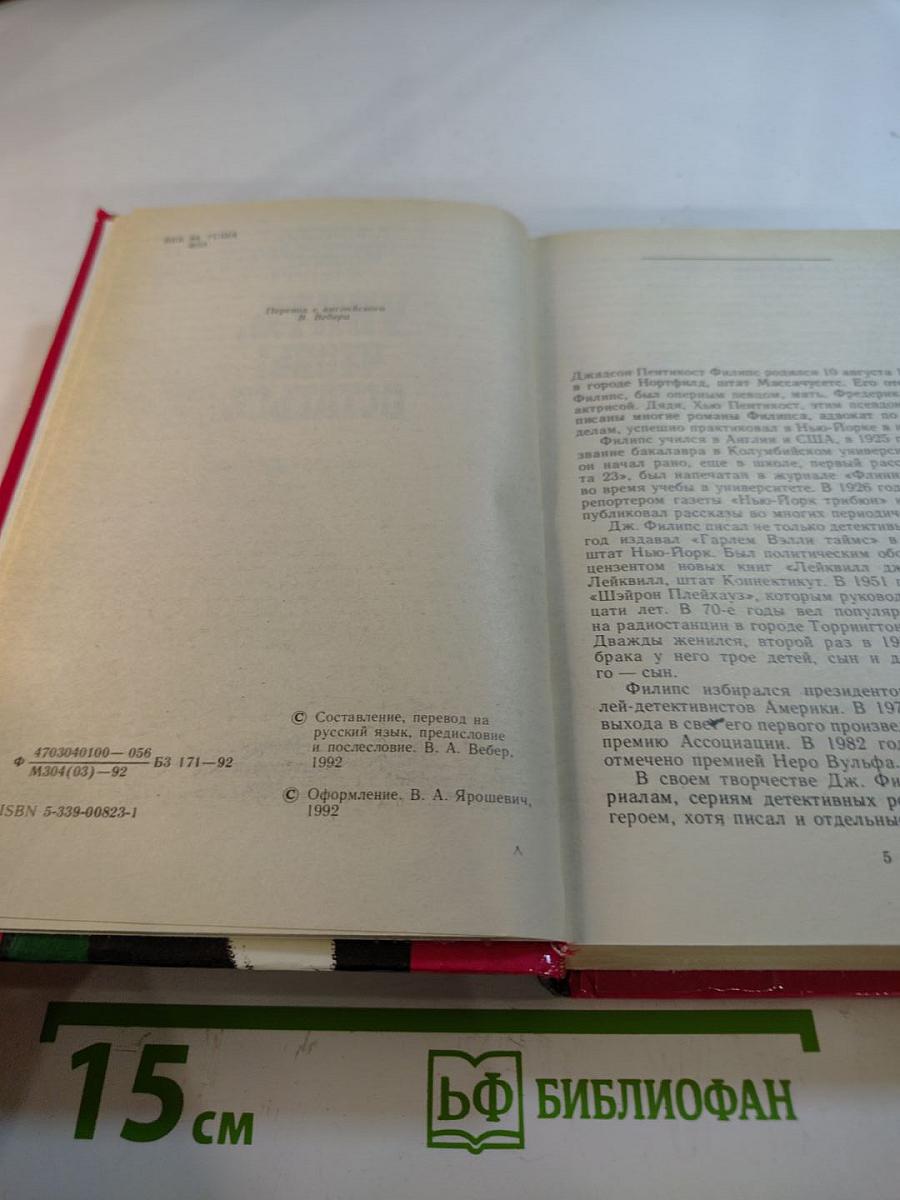 Перевод с английского
В. Вебера
© Составление, перевод на
русский язык, предисловие
и послесловие. В. А. Вебер,
1992
Ф 4703040100—056
М304(03)—92 БЗ 171—92
© Оформление. В. А. Ярошевич,
1992
ISBN 5-339-00823-1
Джадсон Пентикост Филипс родился 10 августа
в городе Нортфилд, штат Массачусетс. Его
Филипс, был оперным певцом, мать, Фредерик
актрисой. Дядя, Хью Пентикост, этим псевдон
писаны многие романы Филипса, адвокат по
делам, успешно практиковал в Нью-Йорке в
Филипс учился в Англии и США, в 1925
звание бакалавра в Колумбийском универси
он начал рано, еще в школе, первый расс
та 23», был напечатан в журнале «Флинн
во время учебы в университете. В 1926 год
репортером газеты «Нью-Йорк трибюн»
публиковал рассказы во многих периодич
Дж. Филипс писал не только детективы
год издавал «Гарлем Вэлли таймс» в
штат Нью-Йорк. Был политическим обо
цензентом новых книг «Лейквилл дж
Лейквилл, штат Коннектикут. В 1951
«Шэйрон Плейхауз», которым руковод
цати лет. В 70-е годы вел популяр
на радиостанции в городе Торрингтон
Дважды женился, второй раз в 19
брака у него трое детей, сын и д
го — сын.
Филипс избирался президенто
лей-детективистов Америки. В 197
выхода в свет его первого произве
премию Ассоциации. В 1982 год
отмечено премией Неро Вульфа.
В своем творчестве Дж. Фи
риалам, сериям детективных р
героем, хотя писал и отдельны
5
15 см
БФ БИБЛИОФАН